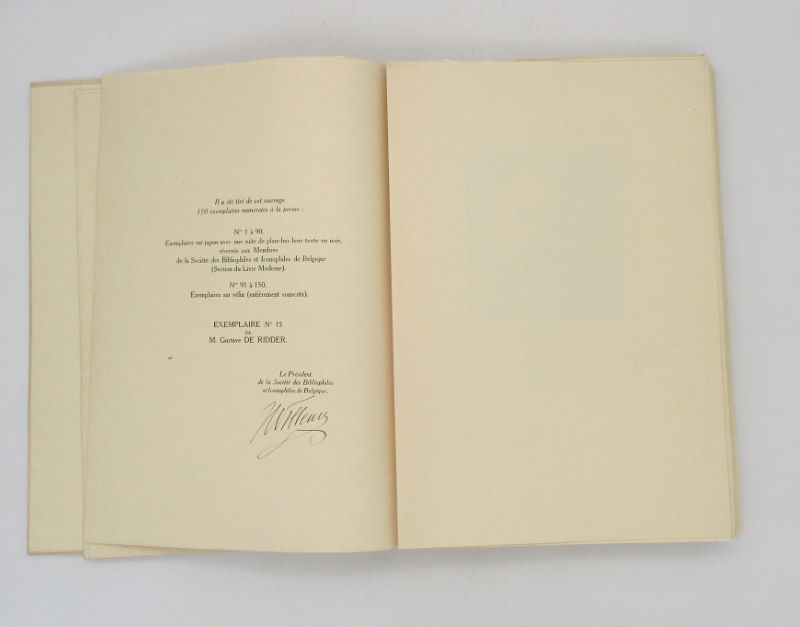 Il a été tiré de cet ouvrage
150 exemplaires numérotés à la presse :
Nos 1 à 90.
Exemplaires sur japon avec une suite de planches hors texte en noir,
réservés aux Membres
de la Société des Bibliophiles et Iconophiles de Belgique
(Section du Livre Moderne).
Nos 91 à 150.
Exemplaires sur vélin (entièrement souscrits).
EXEMPLAIRE N° 15
DE
M. Gustave DE RIDDER.
Le Président
de la Société des Bibliophiles
et Iconophiles de Belgique,